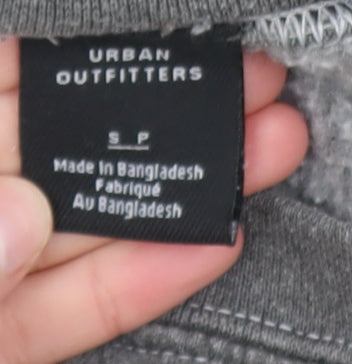 URBAN
OUTFITTERS
S P
Made In Bangladesh
Fabriqué
Au Bangladesh